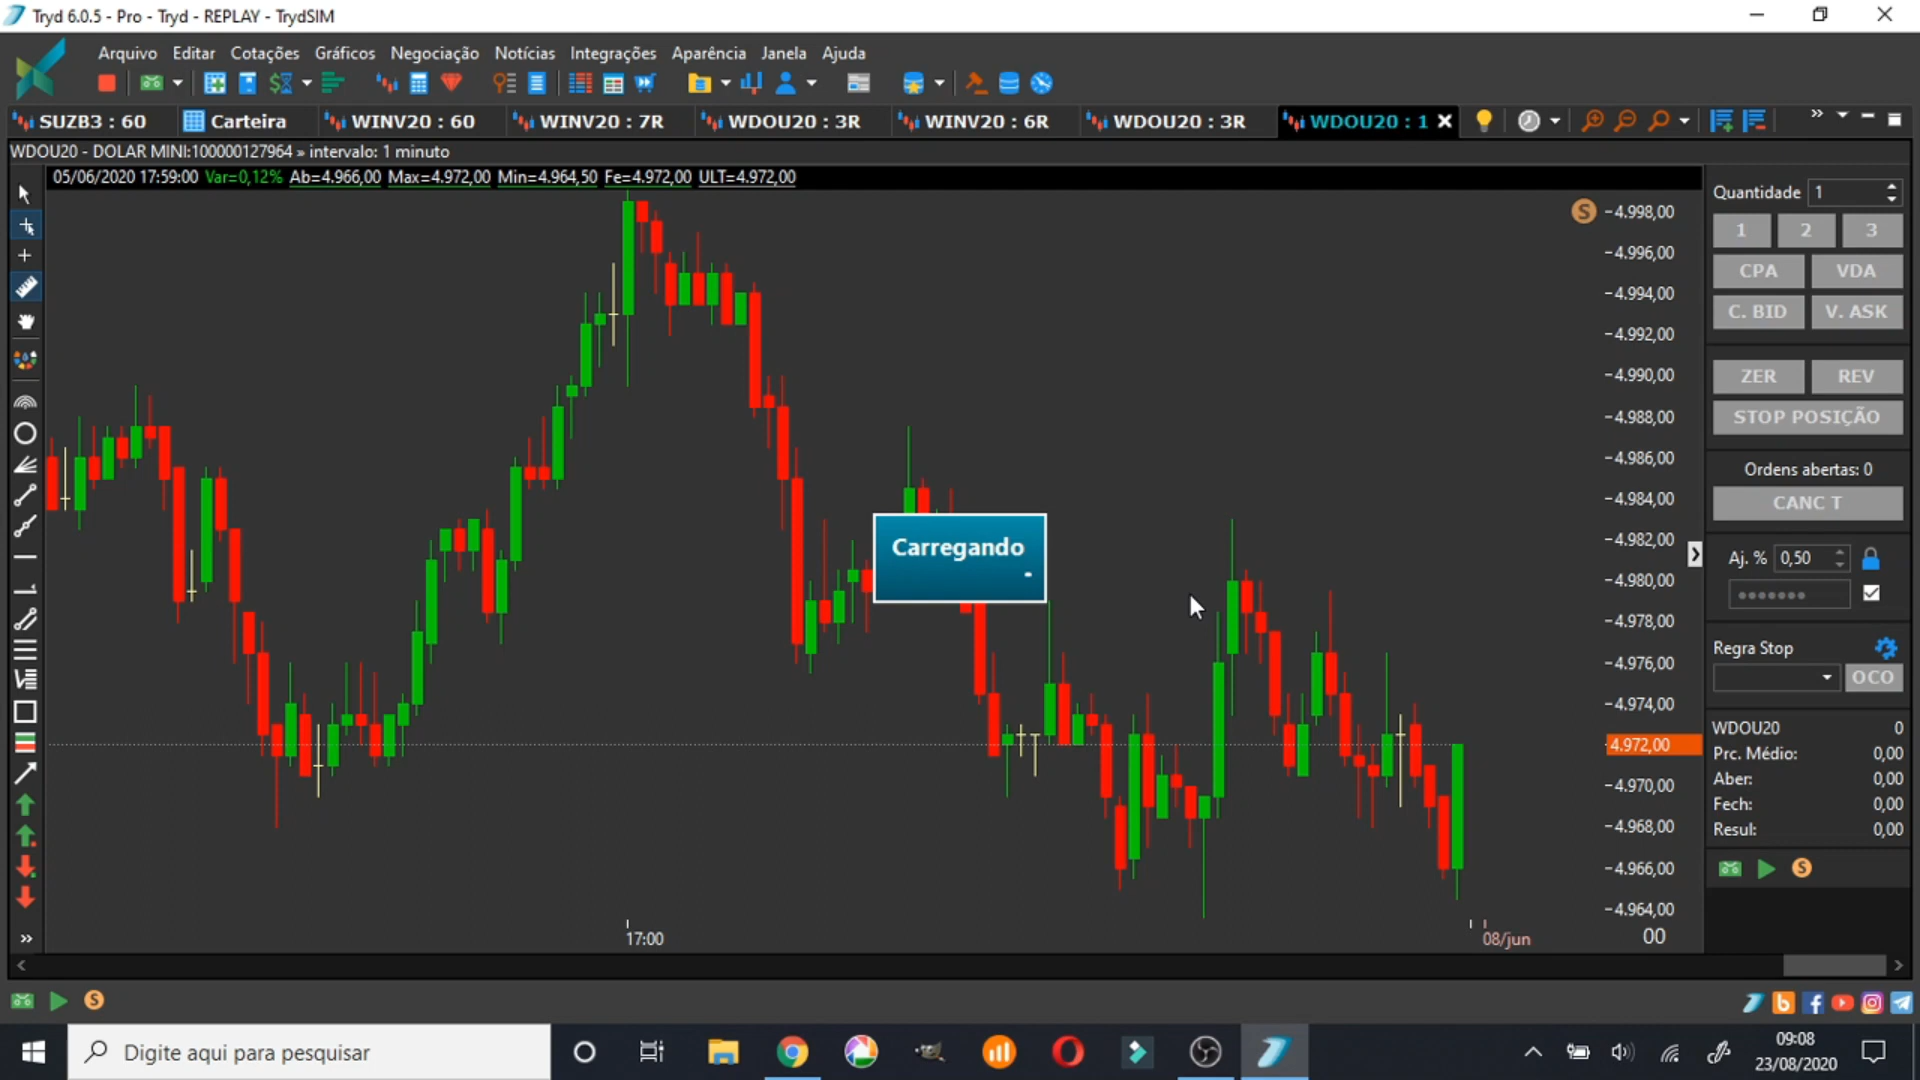 Tryd 6.0.5 - Pro - Tryd - REPLAY - TrydSIM
Arquivo Editar Cotações Gráficos Negociação Notícias Integrações Aparência Janela Ajuda
SUZB3 : 60 Carteira WINV20 : 60 WINV20 : 7R WDOU20 : 3R WINV20 : 6R WDOU20 : 3R WDOU20 : 1
WDOU20 - DOLAR MINI:100000127964 » intervalo: 1 minuto
05/06/2020 17:59:00 Var=0,12% Ab=4.966,00 Max=4.972,00 Min=4.964,50 Fe=4.972,00 ULT=4.972,00
S
4.998,00
4.996,00
4.994,00
4.992,00
4.990,00
4.988,00
4.986,00
4.984,00
4.982,00
4.980,00
4.978,00
4.976,00
4.974,00
4.972,00
4.970,00
4.968,00
4.966,00
4.964,00
Carregando
17:00
08/jun
00
Quantidade 1
1 2 3
CPA VDA
C. BID V. ASK
ZER REV
STOP POSIÇÃO
Ordens abertas: 0
CANC T
Aj. % 0,50
Regra Stop
OCO
WDOU20 0
Prc. Médio: 0,00
Aber: 0,00
Fech: 0,00
Resul: 0,00
S
S
Digite aqui para pesquisar
09:08
23/08/2020